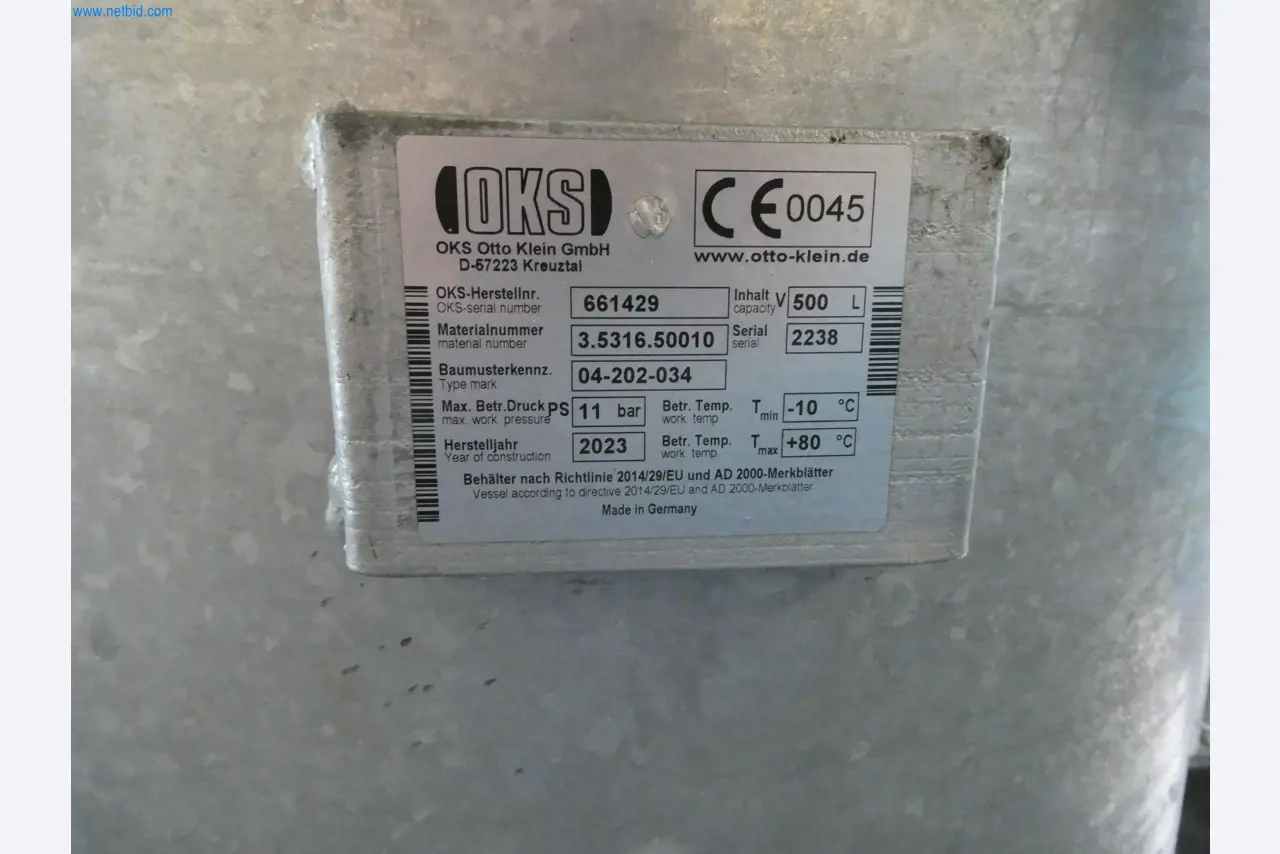 www.netbid.com
OKS
CE 0045
OKS Otto Klein GmbH
D-57223 Kreuztal
www.otto-klein.de
OKS-Herstellnr. 661429 Inhalt V 500 L
OKS-serial number capacity
Materialnummer 3.5316.50010 Serial 2238
material number serial
Baumusterkennz. 04-202-034
Type mark
Max. Betr.Druck PS 11 bar Betr. Temp. Tmin -10 °C
max. work. pressure work. temp
Herstelljahr 2023 Betr. Temp. Tmax +80 °C
Year of construction work. temp.
Behälter nach Richtlinie 2014/29/EU und AD 2000-Merkblätter
Vessel according to directive 2014/29/EU and AD 2000-Merkblätter
Made in Germany